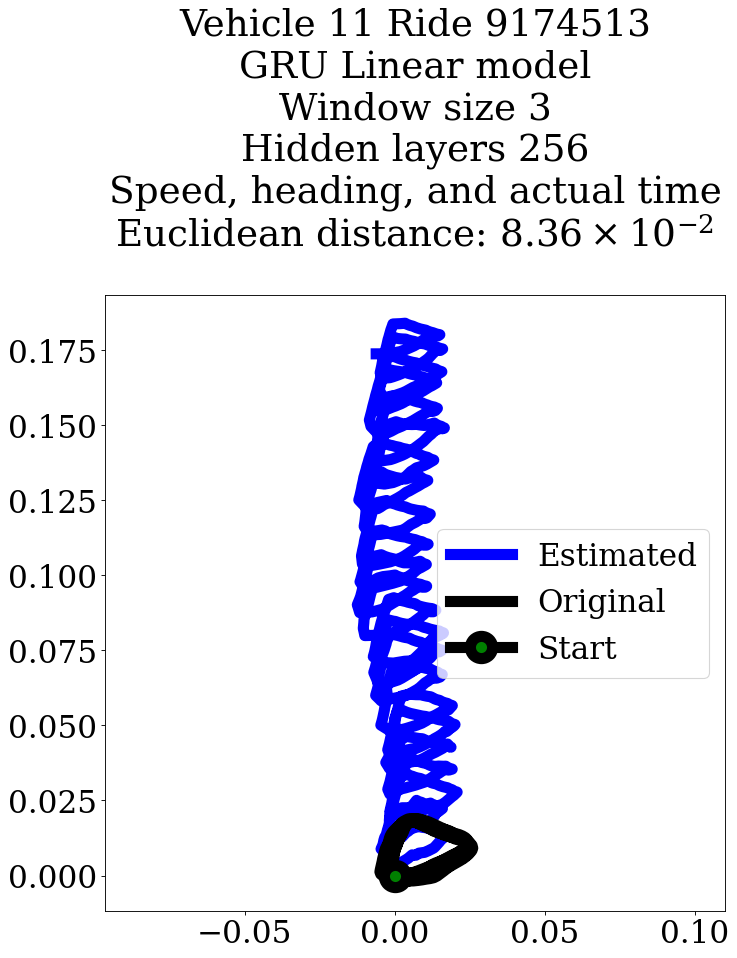 Vehicle 11 Ride 9174513
GRU Linear model
Window size 3
Hidden layers 256
Speed, heading, and actual time
Euclidean distance: 8.36 × 10⁻²
0.175
0.150
0.125
0.100
0.075
0.050
0.025
0.000
Estimated
Original
Start
−0.05
0.00
0.05
0.10